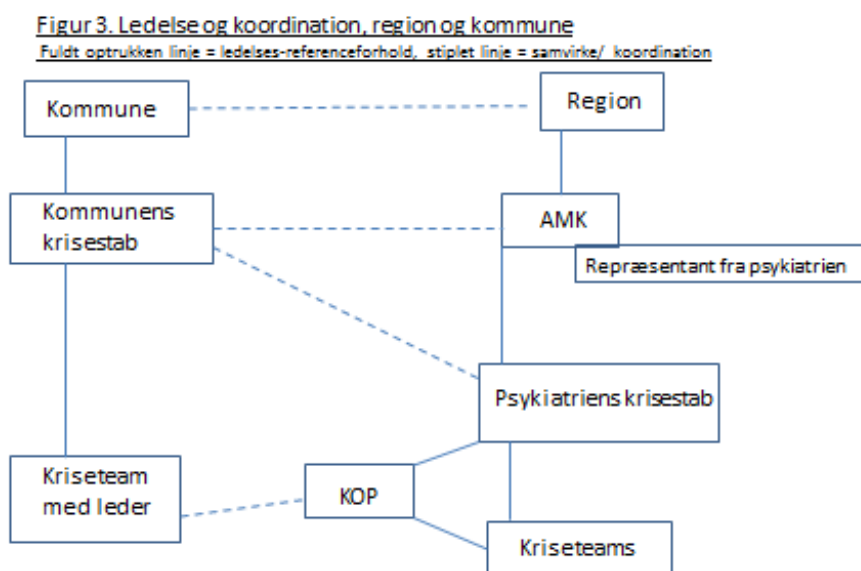 Figur 3. Ledelse og koordination, region og kommune
Fuldt optrukken linje = ledelses-referenceforhold, stiplet linje = samvirke/ koordination
Kommune
Region
Kommunens
krisestab
AMK
Repræsentant fra psykiatrien
Psykiatriens krisestab
Kriseteam
med leder
KOP
Kriseteams